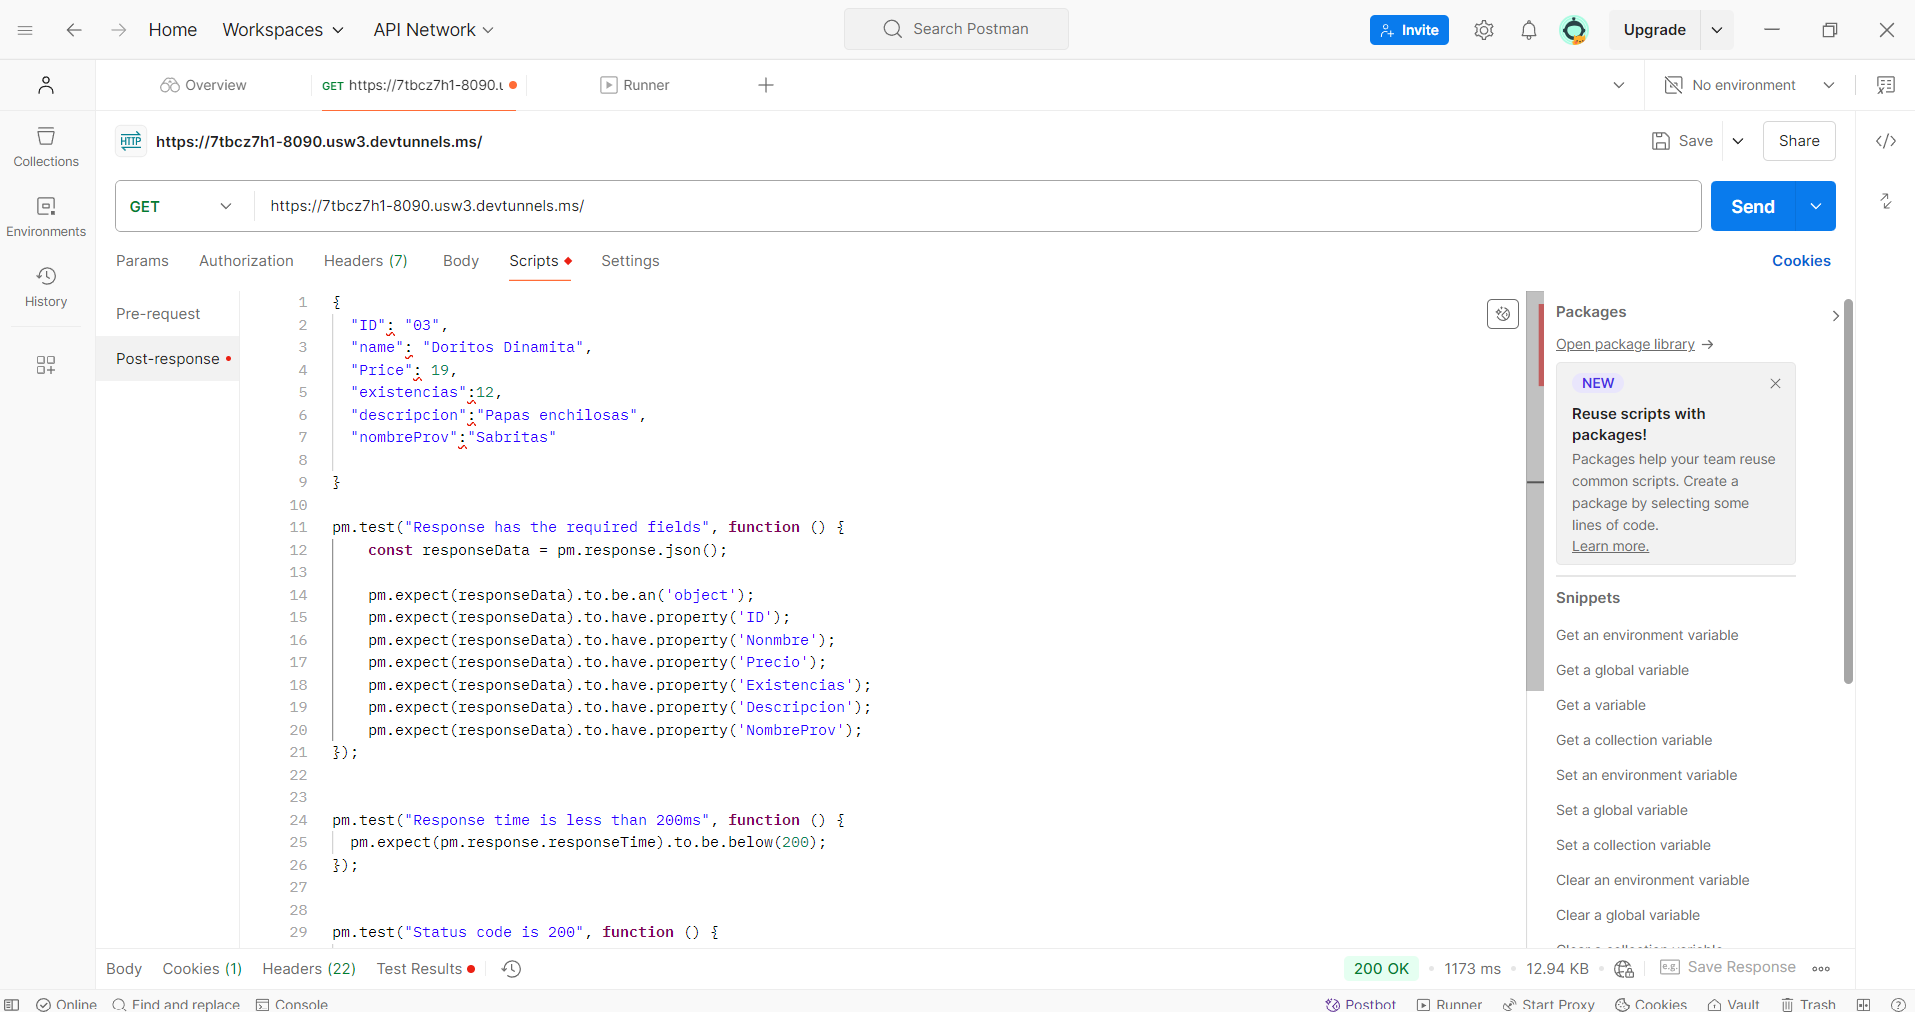 Home
Workspaces
API Network
Search Postman
Invite
Upgrade
Overview
GET https://7tbcz7h1-8090.u
Runner
No environment
HTTP https://7tbcz7h1-8090.usw3.devtunnels.ms/
Save
Share
Collections
Environments
History
GET
https://7tbcz7h1-8090.usw3.devtunnels.ms/
Send
Params
Authorization
Headers (7)
Body
Scripts
Settings
Cookies
Pre-request
Post-response
1 {
2 "ID": "03",
3 "name": "Doritos Dinamita",
4 "Price": 19,
5 "existencias":12,
6 "descripcion":"Papas enchilosas",
7 "nombreProv":"Sabritas"
8
9 }
10
11 pm.test("Response has the required fields", function () {
12 const responseData = pm.response.json();
13
14 pm.expect(responseData).to.be.an('object');
15 pm.expect(responseData).to.have.property('ID');
16 pm.expect(responseData).to.have.property('Nonmbre');
17 pm.expect(responseData).to.have.property('Precio');
18 pm.expect(responseData).to.have.property('Existencias');
19 pm.expect(responseData).to.have.property('Descripcion');
20 pm.expect(responseData).to.have.property('NombreProv');
21 });
22
23
24 pm.test("Response time is less than 200ms", function () {
25 pm.expect(pm.response.responseTime).to.be.below(200);
26 });
27
28
29 pm.test("Status code is 200", function () {
Packages
Open package library →
NEW
Reuse scripts with
packages!
Packages help your team reuse
common scripts. Create a
package by selecting some
lines of code.
Learn more.
Snippets
Get an environment variable
Get a global variable
Get a variable
Get a collection variable
Set an environment variable
Set a global variable
Set a collection variable
Clear an environment variable
Clear a global variable
Clear a collection variable
Body
Cookies (1)
Headers (22)
Test Results
200 OK
1173 ms
12.94 KB
e.g. Save Response
Online
Find and replace
Console
Postbot
Runner
Start Proxy
Cookies
Vault
Trash